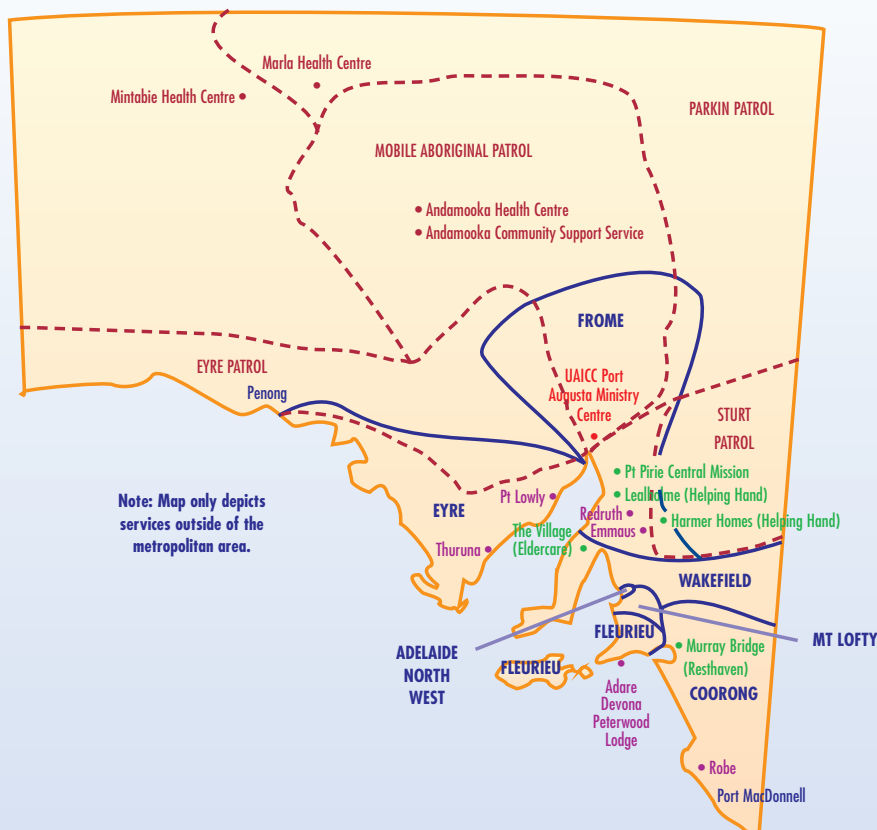 Marla Health Centre
Mintabie Health Centre
PARKIN PATROL
MOBILE ABORIGINAL PATROL
Andamooka Health Centre
Andamooka Community Support Service
FROME
EYRE PATROL
UAICC Port
Augusta Ministry
Centre
Penong
STURT
PATROL
Pt Pirie Central Mission
Lealholme (Helping Hand)
Note: Map only depicts
services outside of the
metropolitan area.
Pt Lowly
EYRE
Redruth
Harmer Homes (Helping Hand)
Emmaus
The Village
(Eldercare)
Thuruna
WAKEFIELD
FLEURIEU
MT LOFTY
ADELAIDE
NORTH
WEST
Murray Bridge
(Resthaven)
FLEURIEU
COORONG
Adare
Devona
Peterwood
Lodge
Robe
Port MacDonnell